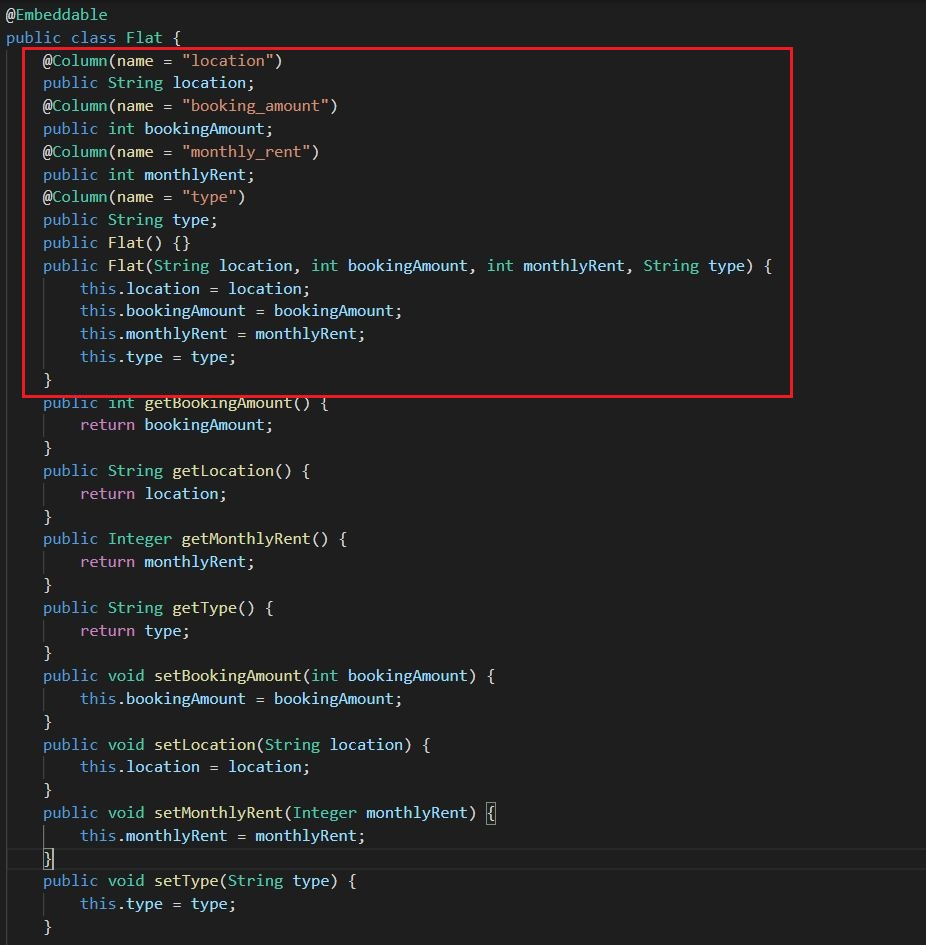 @Embeddable
public class Flat {
@Column(name = "location")
public String location;
@Column(name = "booking_amount")
public int bookingAmount;
@Column(name = "monthly_rent")
public int monthlyRent;
@Column(name = "type")
public String type;
public Flat() {}
public Flat(String location, int bookingAmount, int monthlyRent, String type) {
this.location = location;
this.bookingAmount = bookingAmount;
this.monthlyRent = monthlyRent;
this.type = type;
}
public int getBookingAmount() {
return bookingAmount;
}
public String getLocation() {
return location;
}
public Integer getMonthlyRent() {
return monthlyRent;
}
public String getType() {
return type;
}
public void setBookingAmount(int bookingAmount) {
this.bookingAmount = bookingAmount;
}
public void setLocation(String location) {
this.location = location;
}
public void setMonthlyRent(Integer monthlyRent) {
this.monthlyRent = monthlyRent;
}
public void setType(String type) {
this.type = type;
}